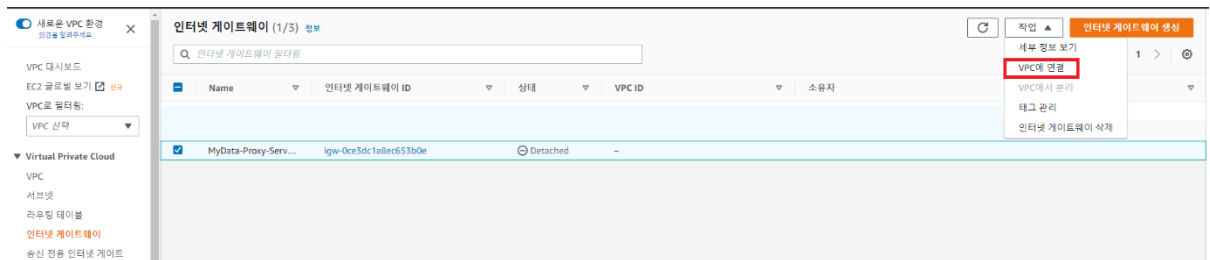 새로운 VPC 환경
의견을 알려주세요
VPC 대시보드
EC2 글로벌 보기 신규
VPC로 필터링:
VPC 선택
Virtual Private Cloud
VPC
서브넷
라우팅 테이블
인터넷 게이트웨이
송신 전용 인터넷 게이트
인터넷 게이트웨이 (1/3) 정보
작업
인터넷 게이트웨이 생성
인터넷 게이트웨이 필터링
1
세부 정보 보기
VPC에 연결
VPC에서 분리
태그 관리
인터넷 게이트웨이 삭제
Name 인터넷 게이트웨이 ID 상태 VPC ID 소유자
MyData-Proxy-Serv... igw-0ce3dc1a8ec653b0e Detached –